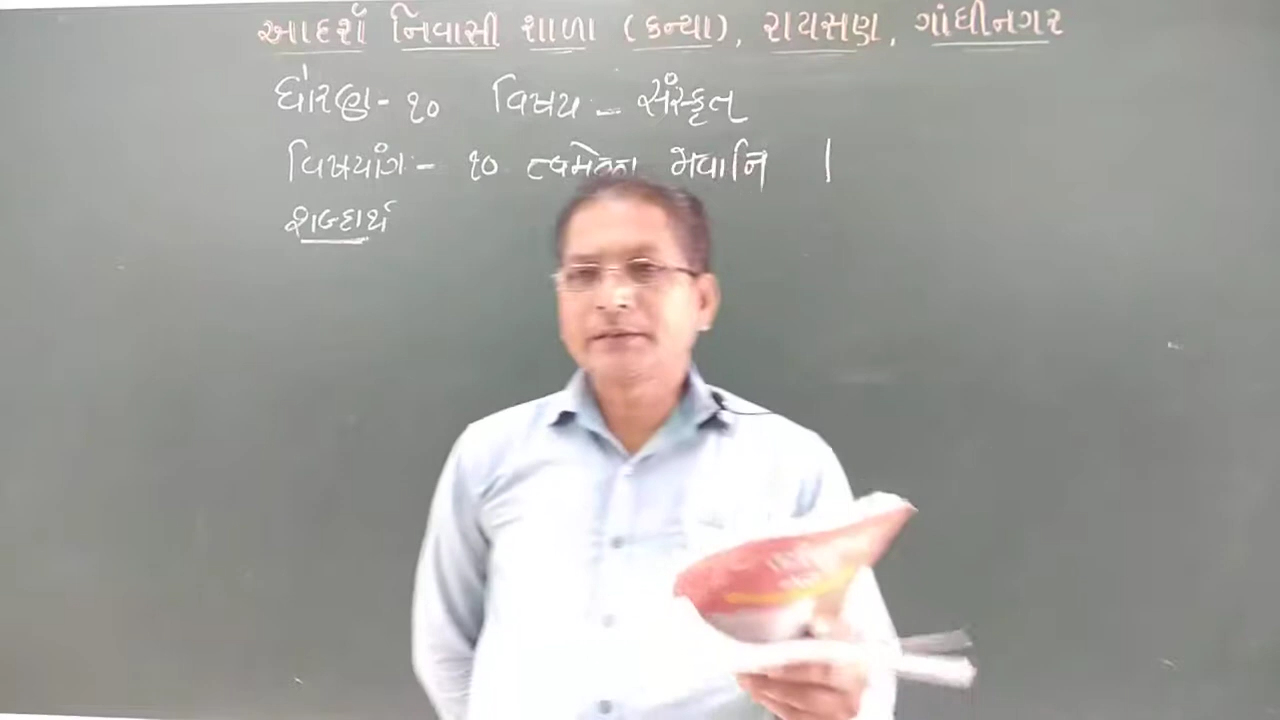 આદર્શ નિવાસી શાળા (કન્યા), રાયસણ, ગાંધીનગર
ધોરણ - ૧૦ વિષય :- સંસ્કૃત
વિષયાંગ :- ૧૦ ત્વમેકા ભવાનિ ।
શબ્દાર્થ